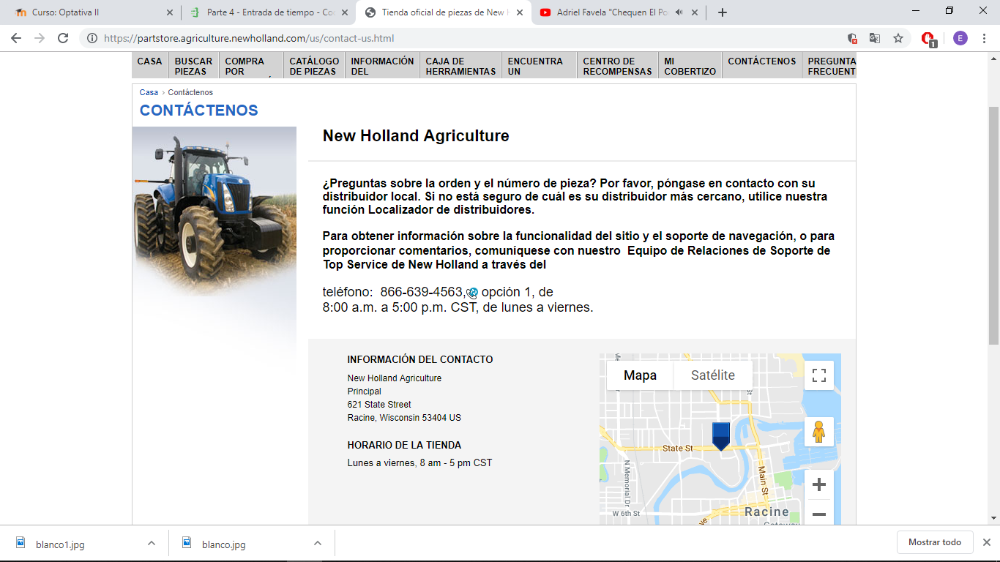 Curso: Optativa II
Parte 4 - Entrada de tiempo - Co
Tienda oficial de piezas de New H
Adriel Favela "Chequen El Po
https://partstore.agriculture.newholland.com/us/contact-us.html
E
1
CASA
BUSCAR
PIEZAS
COMPRA
POR
CATÁLOGO
DE PIEZAS
INFORMACIÓN
DEL
CAJA DE
HERRAMIENTAS
ENCUENTRA
UN
CENTRO DE
RECOMPENSAS
MI
COBERTIZO
CONTÁCTENOS
PREGUNTA
FRECUENT
Casa › Contáctenos
CONTÁCTENOS
New Holland Agriculture
¿Preguntas sobre la orden y el número de pieza? Por favor, póngase en contacto con su
distribuidor local. Si no está seguro de cuál es su distribuidor más cercano, utilice nuestra
función Localizador de distribuidores.
Para obtener información sobre la funcionalidad del sitio y el soporte de navegación, o para
proporcionar comentarios, comuníquese con nuestro Equipo de Relaciones de Soporte de
Top Service de New Holland a través del
teléfono: 866-639-4563, opción 1, de
8:00 a.m. a 5:00 p.m. CST, de lunes a viernes.
INFORMACIÓN DEL CONTACTO
New Holland Agriculture
Principal
621 State Street
Racine, Wisconsin 53404 US
HORARIO DE LA TIENDA
Lunes a viernes, 8 am - 5 pm CST
Mapa
Satélite
State St
N Memorial Dr
Main St
W 6th St
Racine
Gateway
blanco1.jpg
blanco.jpg
Mostrar todo